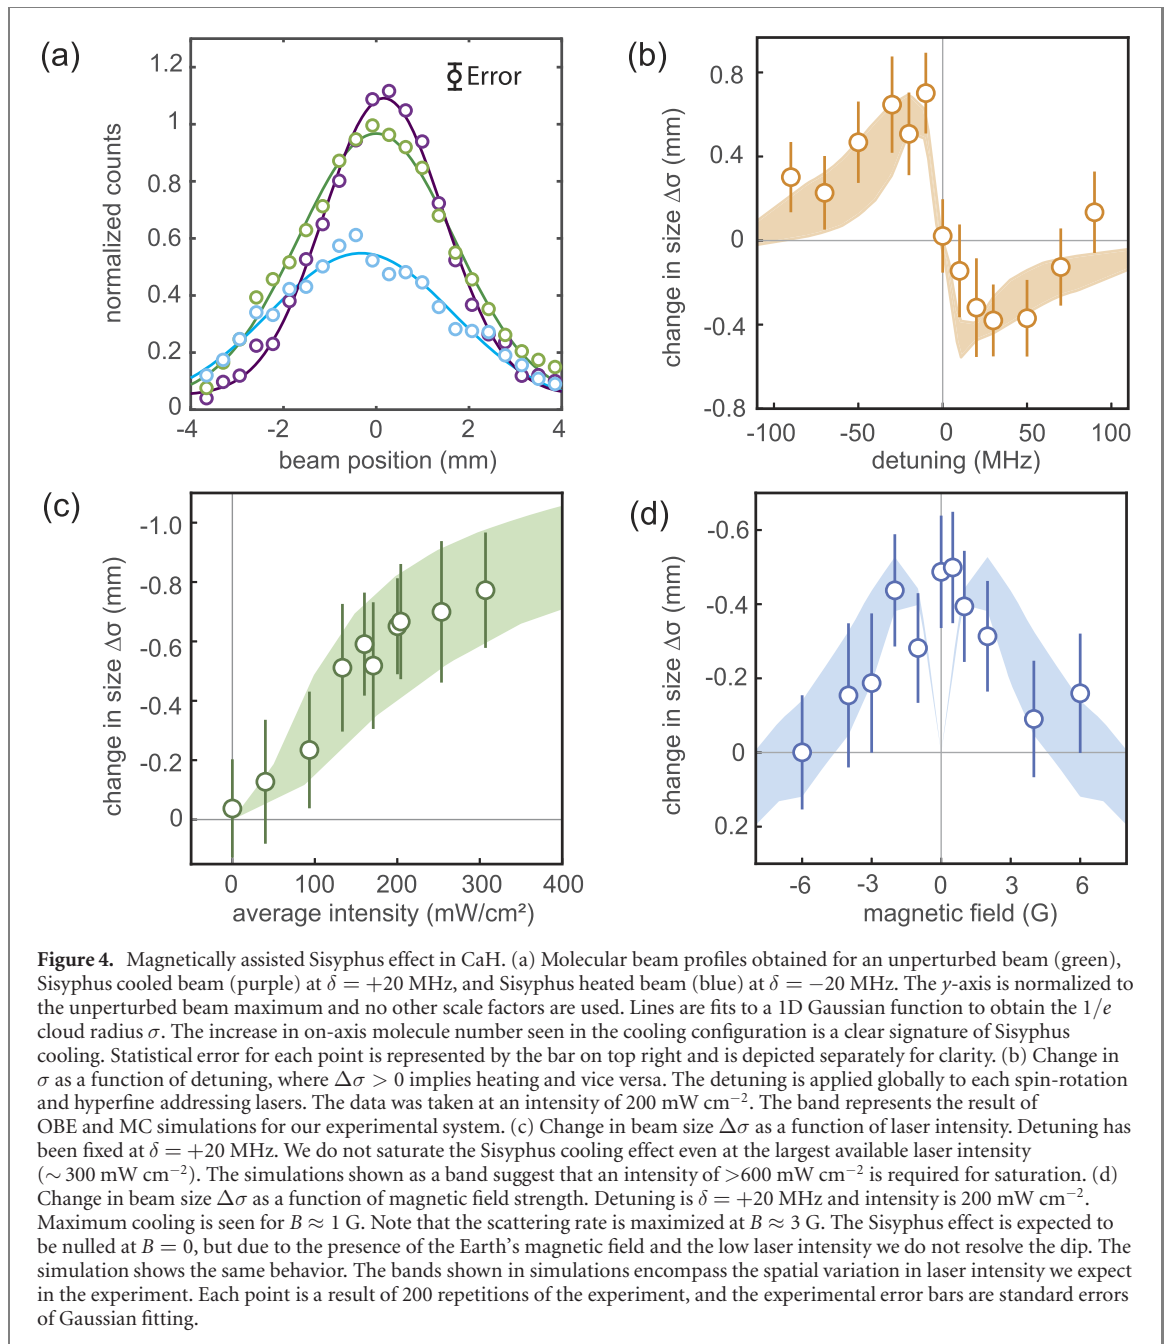 (a)
normalized counts
1.2
1
0.8
0.6
0.4
0.2
0
Error
-4
-2
0
2
4
beam position (mm)
(b)
change in size Δσ (mm)
0.8
0.4
0
-0.4
-0.8
-100
-50
0
50
100
detuning (MHz)
(c)
change in size Δσ (mm)
-1.0
-0.8
-0.6
-0.4
-0.2
0
0
100
200
300
400
average intensity (mW/cm²)
(d)
change in size Δσ (mm)
-0.6
-0.4
-0.2
0
0.2
-6
-3
0
3
6
magnetic field (G)
Figure 4. Magnetically assisted Sisyphus effect in CaH. (a) Molecular beam profiles obtained for an unperturbed beam (green),
Sisyphus cooled beam (purple) at δ = +20 MHz, and Sisyphus heated beam (blue) at δ = −20 MHz. The y-axis is normalized to
the unperturbed beam maximum and no other scale factors are used. Lines are fits to a 1D Gaussian function to obtain the 1/e
cloud radius σ. The increase in on-axis molecule number seen in the cooling configuration is a clear signature of Sisyphus
cooling. Statistical error for each point is represented by the bar on top right and is depicted separately for clarity. (b) Change in
σ as a function of detuning, where Δσ > 0 implies heating and vice versa. The detuning is applied globally to each spin-rotation
and hyperfine addressing lasers. The data was taken at an intensity of 200 mW cm⁻². The band represents the result of
OBE and MC simulations for our experimental system. (c) Change in beam size Δσ as a function of laser intensity. Detuning has
been fixed at δ = +20 MHz. We do not saturate the Sisyphus cooling effect even at the largest available laser intensity
(∼ 300 mW cm⁻²). The simulations shown as a band suggest that an intensity of >600 mW cm⁻² is required for saturation. (d)
Change in beam size Δσ as a function of magnetic field strength. Detuning is δ = +20 MHz and intensity is 200 mW cm⁻².
Maximum cooling is seen for B ≈ 1 G. Note that the scattering rate is maximized at B ≈ 3 G. The Sisyphus effect is expected to
be nulled at B = 0, but due to the presence of the Earth's magnetic field and the low laser intensity we do not resolve the dip. The
simulation shows the same behavior. The bands shown in simulations encompass the spatial variation in laser intensity we expect
in the experiment. Each point is a result of 200 repetitions of the experiment, and the experimental error bars are standard errors
of Gaussian fitting.